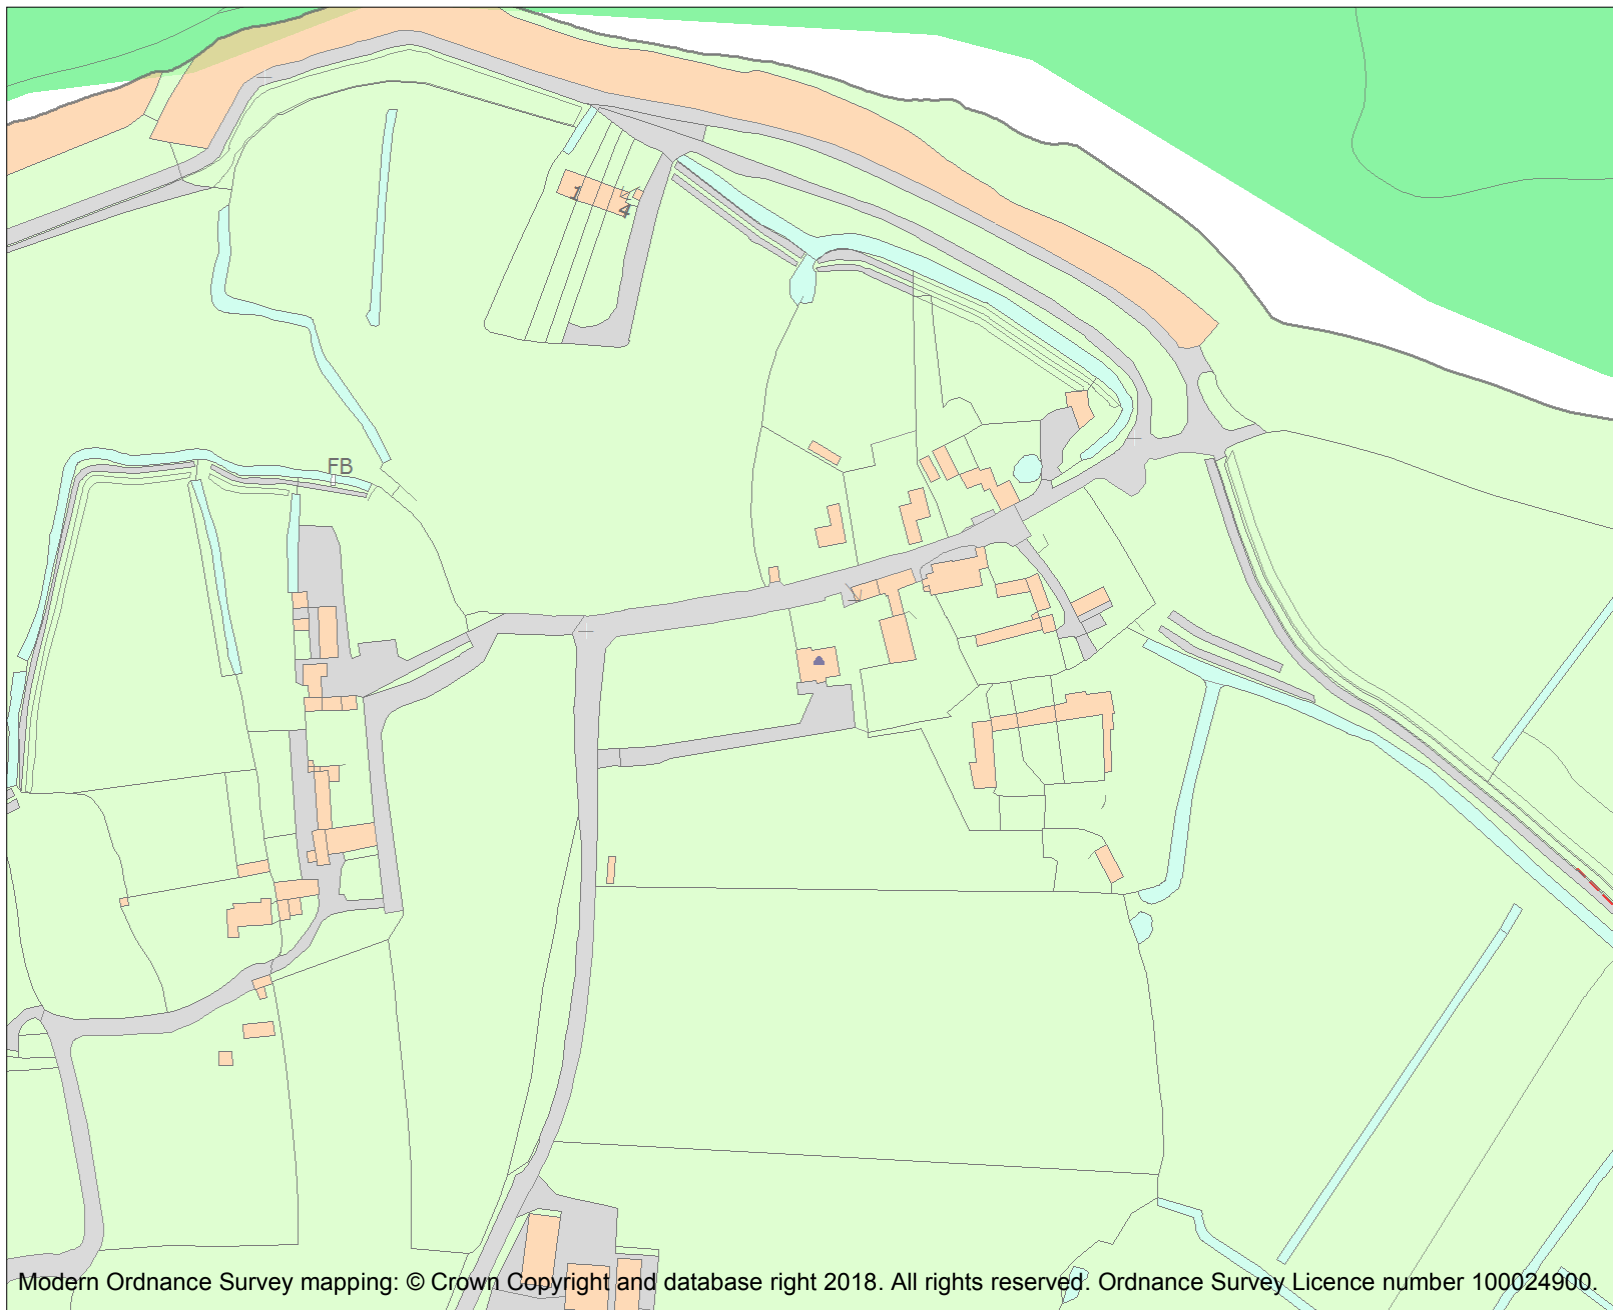 1
4
FB
Modern Ordnance Survey mapping: © Crown Copyright and database right 2018. All rights reserved. Ordnance Survey Licence number 100024900.